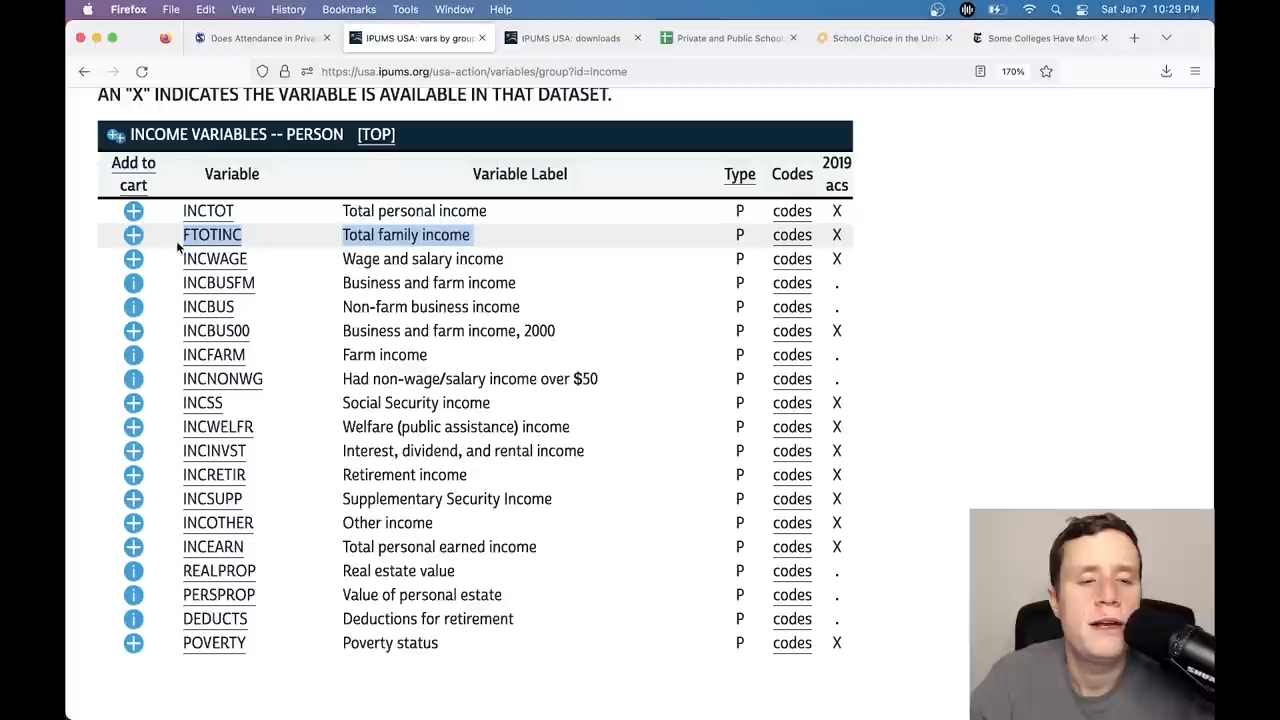 Firefox File Edit View History Bookmarks Tools Window Help Sat Jan 7 10:29 PM
Does Attendance in Privat IPUMS USA: vars by group IPUMS USA: downloads Private and Public School School Choice in the Unit Some Colleges Have More
https://usa.ipums.org/usa-action/variables/group?id=income 170%
AN "X" INDICATES THE VARIABLE IS AVAILABLE IN THAT DATASET.
INCOME VARIABLES -- PERSON [TOP]
Add to cart Variable Variable Label Type Codes 2019 acs
INCTOT Total personal income P codes X
FTOTINC Total family income P codes X
INCWAGE Wage and salary income P codes X
INCBUSFM Business and farm income P codes .
INCBUS Non-farm business income P codes .
INCBUS00 Business and farm income, 2000 P codes X
INCFARM Farm income P codes .
INCNONWG Had non-wage/salary income over $50 P codes .
INCSS Social Security income P codes X
INCWELFR Welfare (public assistance) income P codes X
INCINVST Interest, dividend, and rental income P codes X
INCRETIR Retirement income P codes X
INCSUPP Supplementary Security Income P codes X
INCOTHER Other income P codes X
INCEARN Total personal earned income P codes X
REALPROP Real estate value P codes .
PERSPROP Value of personal estate P codes .
DEDUCTS Deductions for retirement P codes .
POVERTY Poverty status P codes X